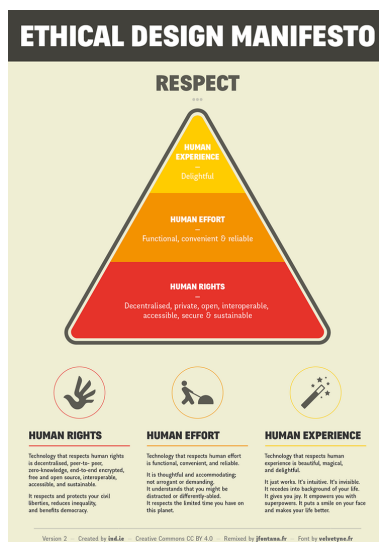 ETHICAL DESIGN MANIFESTO
RESPECT
HUMAN
EXPERIENCE
Delightful
HUMAN EFFORT
Functional, convenient & reliable
HUMAN RIGHTS
Decentralised, private, open, interoperable,
accessible, secure & sustainable
HUMAN RIGHTS
Technology that respects human rights
is decentralised, peer-to- peer,
zero-knowledge, end-to-end encrypted,
free and open source, interoperable,
accessible, and sustainable.
It respects and protects your civil
liberties, reduces inequality,
and benefits democracy.
HUMAN EFFORT
Technology that respects human effort
is functional, convenient, and reliable.
It is thoughtful and accommodating;
not arrogant or demanding.
It understands that you might be
distracted or differently-abled.
It respects the limited time you have on
this planet.
HUMAN EXPERIENCE
Technology that respects human
experience is beautiful, magical,
and delightful.
It just works. It's intuitive. It's invisible.
It recedes into background of your life.
It gives you joy. It empowers you with
superpowers. It puts a smile on your face
and makes your life better.
Version 2 — Created by ind.ie — Creative Commons CC BY 4.0 — Remixed by jfontana.fr — Font by velvetyne.fr